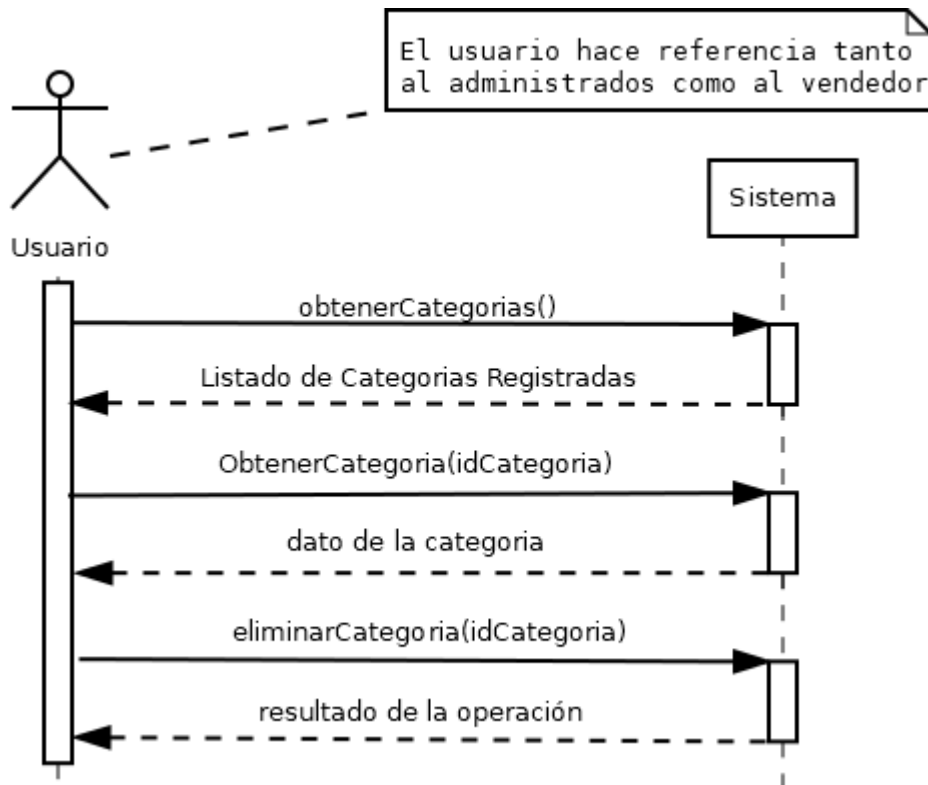 El usuario hace referencia tanto
al administrados como al vendedor
Sistema
Usuario
obtenerCategorias()
Listado de Categorias Registradas
ObtenerCategoria(idCategoria)
dato de la categoria
eliminarCategoria(idCategoria)
resultado de la operación